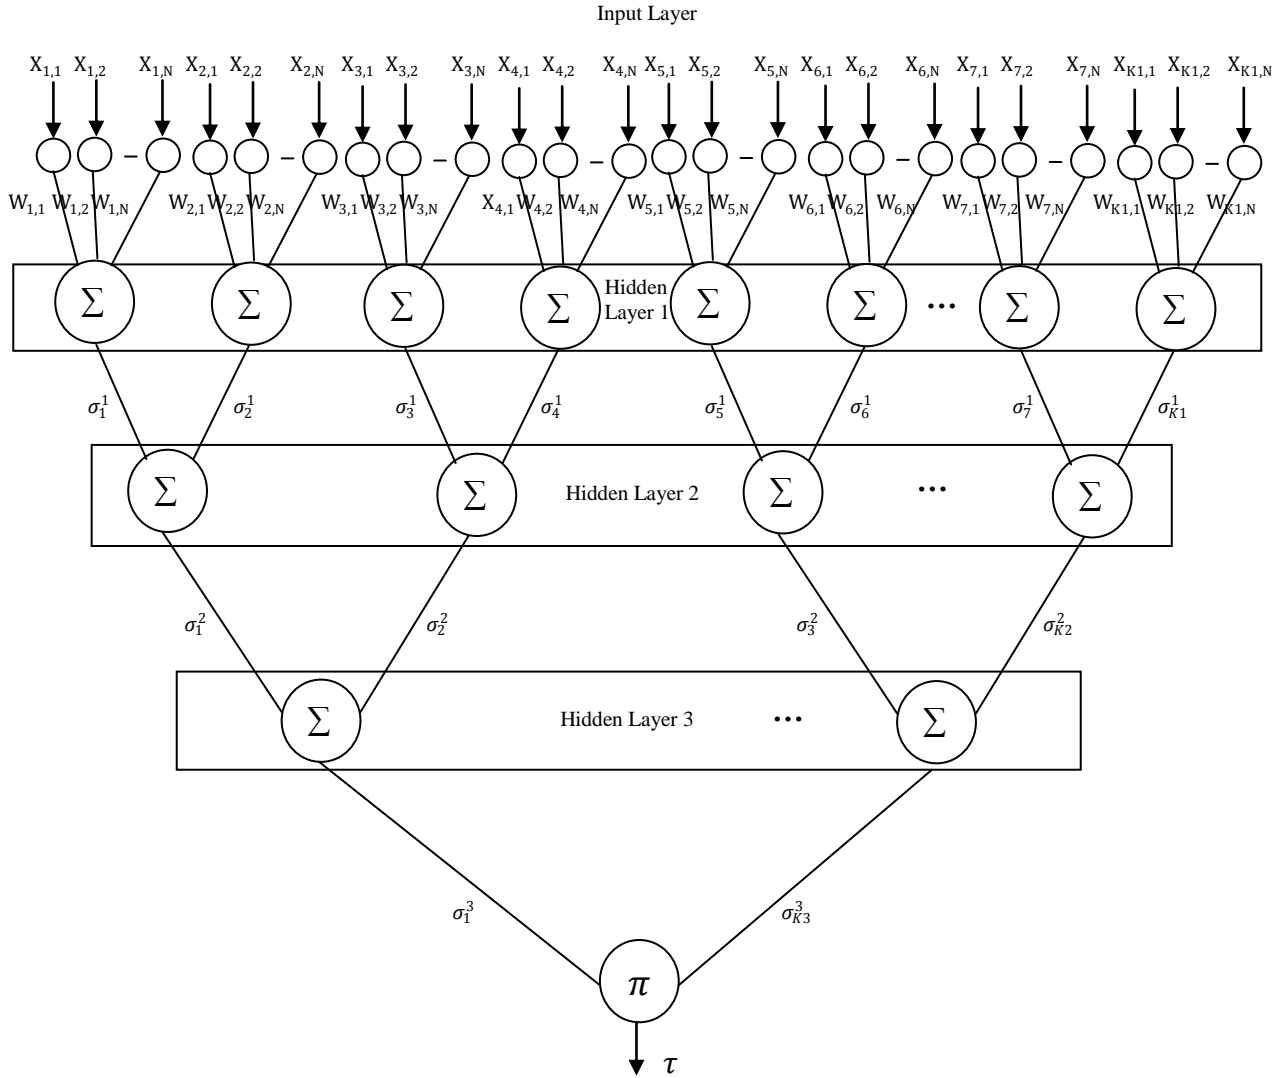 Input Layer
X1,1 X1,2 X1,N X2,1 X2,2 X2,N X3,1 X3,2 X3,N X4,1 X4,2 X4,N X5,1 X5,2 X5,N X6,1 X6,2 X6,N X7,1 X7,2 X7,N XK1,1 XK1,2 XK1,N
– – – – – – – –
W1,1 W1,2 W1,N W2,1 W2,2 W2,N W3,1 W3,2 W3,N X4,1 W4,2 W4,N W5,1 W5,2 W5,N W6,1 W6,2 W6,N W7,1 W7,2 W7,N WK1,1 WK1,2 WK1,N
Hidden
Layer 1
∑ ∑ ∑ ∑ ∑ ∑ ... ∑ ∑
σ₁¹ σ₂¹ σ₃¹ σ₄¹ σ₅¹ σ₆¹ σ₇¹ σ_K1¹
∑ ∑ Hidden Layer 2 ∑ ... ∑
σ₁² σ₂² σ₃² σ_K2²
∑ Hidden Layer 3 ... ∑
σ₁³ σ_K3³
π
τ